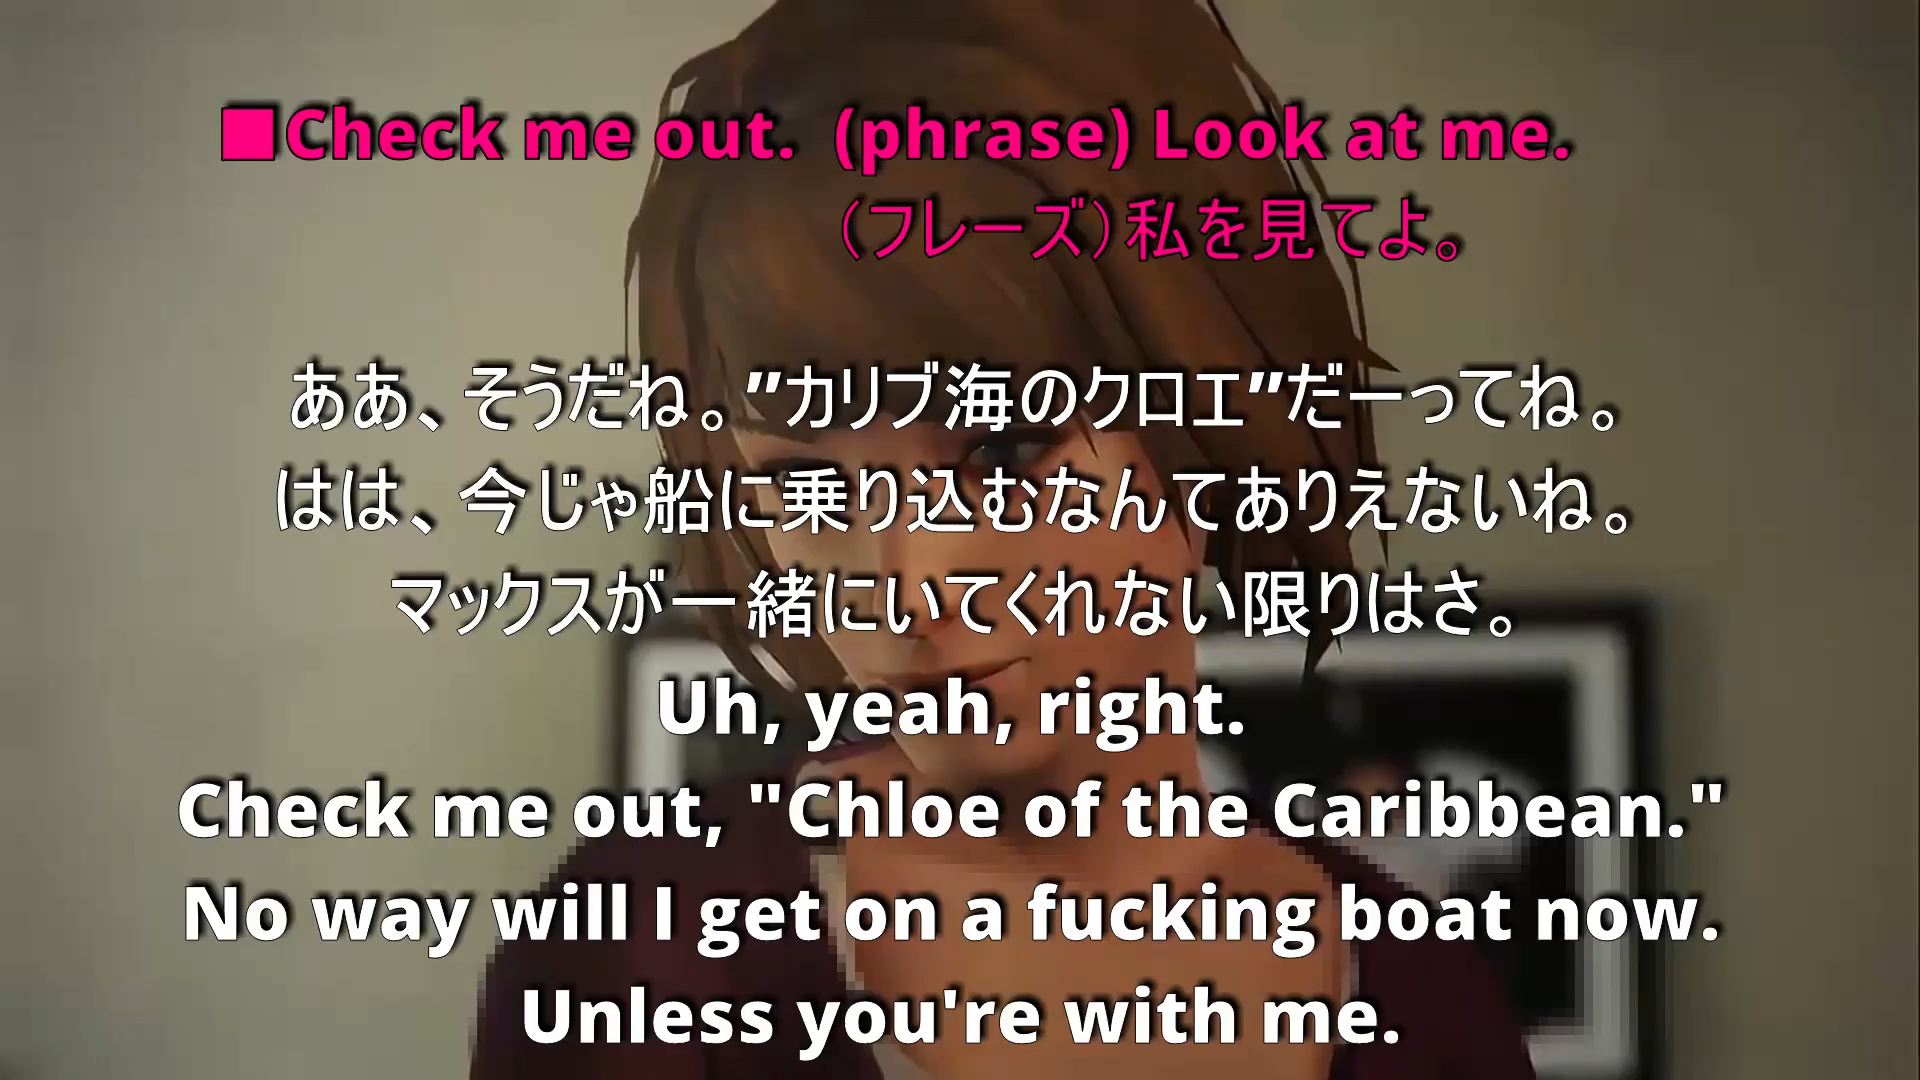 ■Check me out. (phrase) Look at me.
（フレーズ）私を見てよ。
ああ、そうだね。"カリブ海のクロエ"だーってね。
はは、今じゃ船に乗り込むなんてありえないね。
マックスが一緒にいてくれない限りはさ。
Uh, yeah, right.
Check me out, "Chloe of the Caribbean."
No way will I get on a fucking boat now.
Unless you're with me.